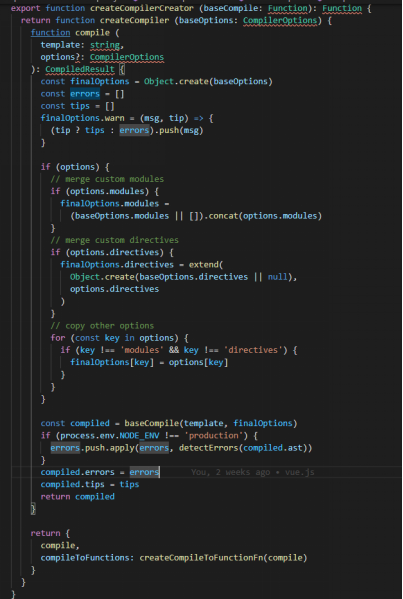 export function createCompilerCreator (baseCompile: Function): Function {
  return function createCompiler (baseOptions: CompilerOptions) {
    function compile (
      template: string,
      options?: CompilerOptions
    ): CompiledResult {
      const finalOptions = Object.create(baseOptions)
      const errors = []
      const tips = []
      finalOptions.warn = (msg, tip) => {
        (tip ? tips : errors).push(msg)
      }

      if (options) {
        // merge custom modules
        if (options.modules) {
          finalOptions.modules =
            (baseOptions.modules || []).concat(options.modules)
        }
        // merge custom directives
        if (options.directives) {
          finalOptions.directives = extend(
            Object.create(baseOptions.directives || null),
            options.directives
          )
        }
        // copy other options
        for (const key in options) {
          if (key !== 'modules' && key !== 'directives') {
            finalOptions[key] = options[key]
          }
        }
      }

      const compiled = baseCompile(template, finalOptions)
      if (process.env.NODE_ENV !== 'production') {
        errors.push.apply(errors, detectErrors(compiled.ast))
      }
      compiled.errors = errors      You, 2 weeks ago • vue.js
      compiled.tips = tips
      return compiled
    }

    return {
      compile,
      compileToFunctions: createCompileToFunctionFn(compile)
    }
  }
}